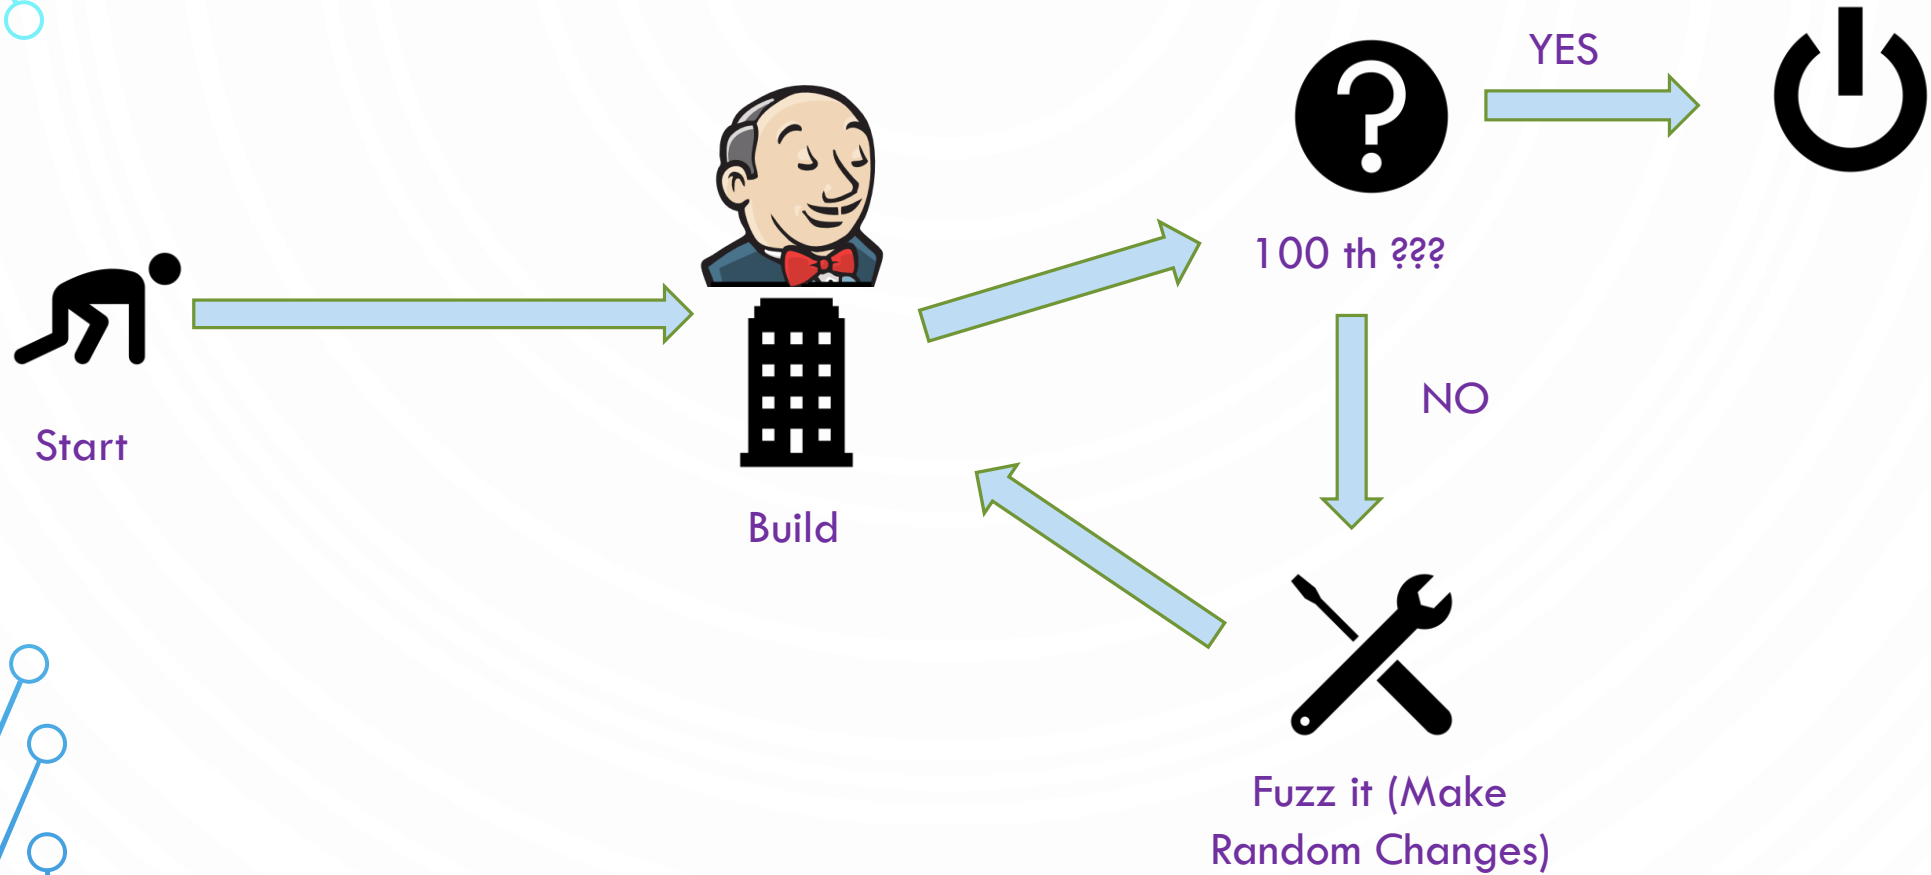 Start
Build
100 th ???
YES
NO
Fuzz it (Make
Random Changes)